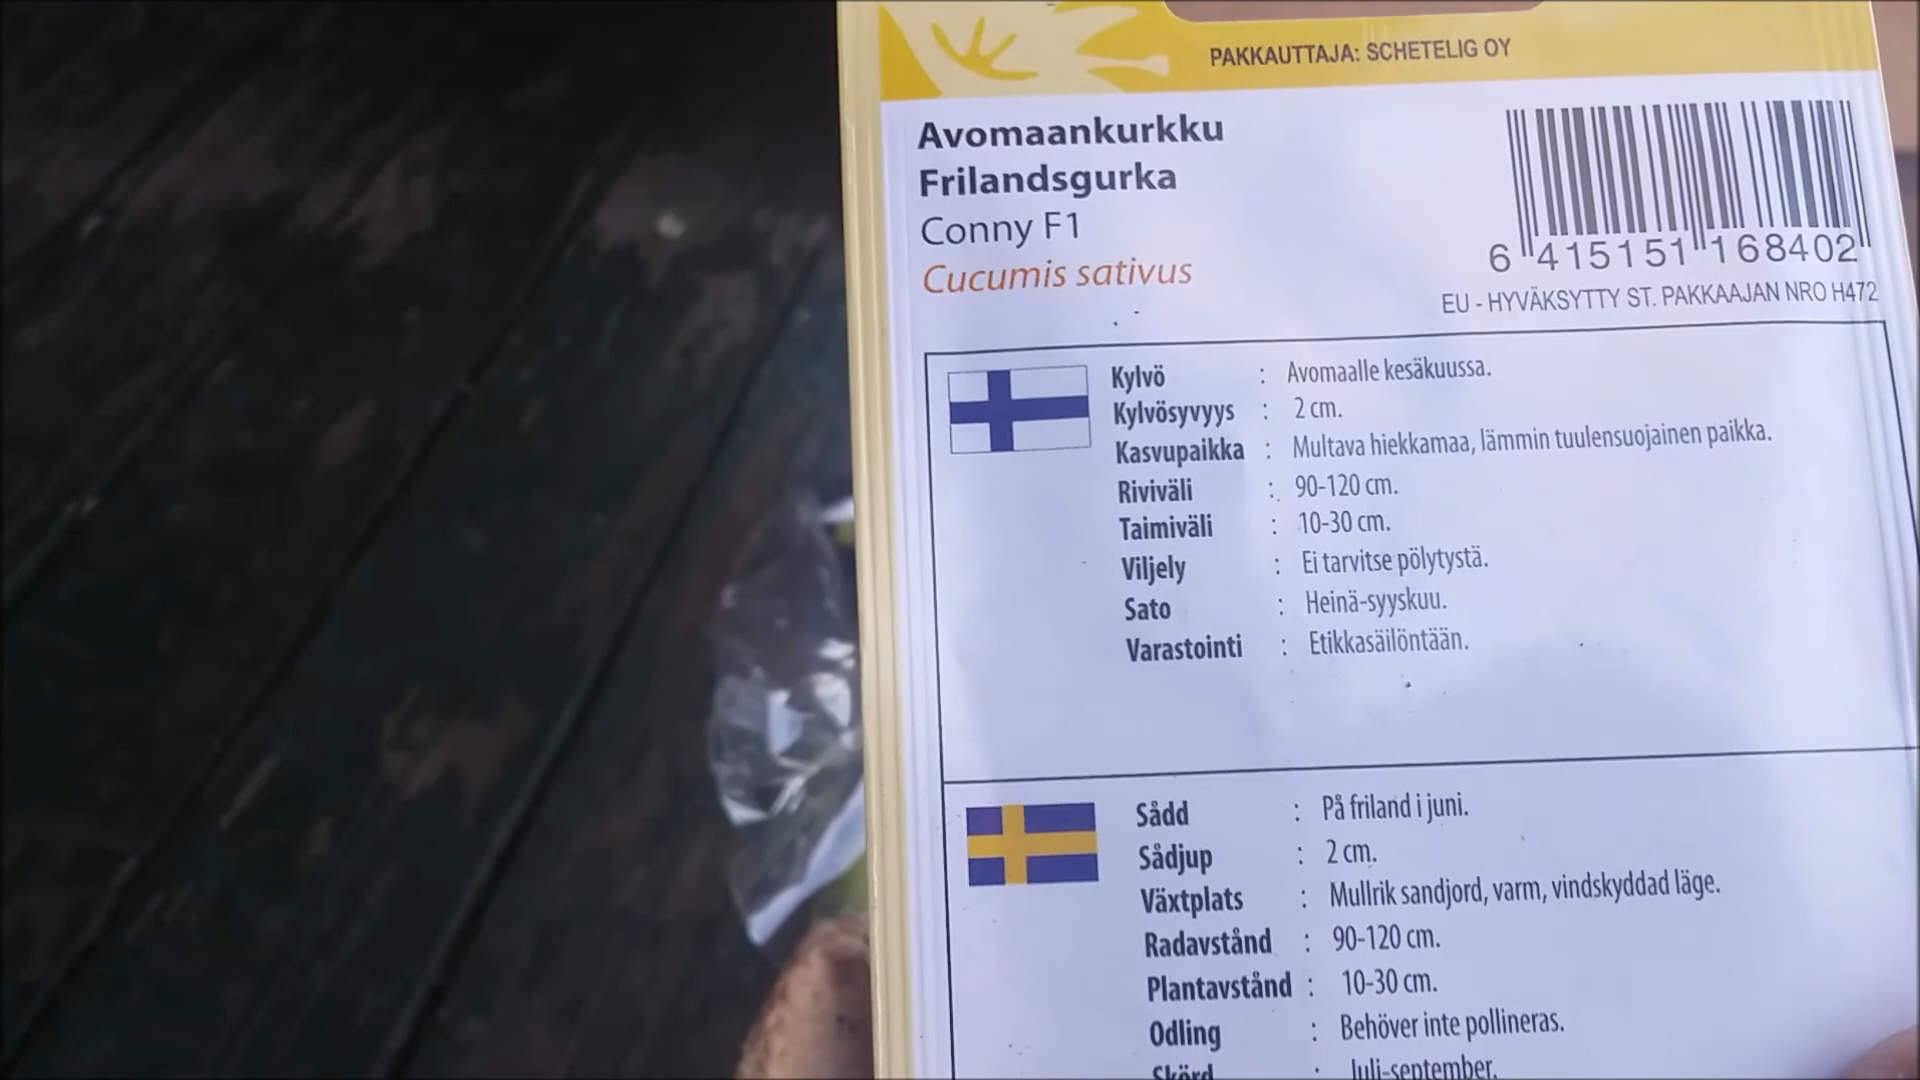 PAKKAUTTAJA: SCHETELIG OY
Avomaankurkku
Frilandsgurka
Conny F1
Cucumis sativus
6 415151 168402
EU - HYVÄKSYTTY ST. PAKKAAJAN NRO H472
Kylvö : Avomaalle kesäkuussa.
Kylvösyvyys : 2 cm.
Kasvupaikka : Multava hiekkamaa, lämmin tuulensuojainen paikka.
Riviväli : 90-120 cm.
Taimiväli : 10-30 cm.
Viljely : Ei tarvitse pölytystä.
Sato : Heinä-syyskuu.
Varastointi : Etikkasäilöntään.
Sådd : På friland i juni.
Sådjup : 2 cm.
Växtplats : Mullrik sandjord, varm, vindskyddad läge.
Radavstånd : 90-120 cm.
Plantavstånd : 10-30 cm.
Odling : Behöver inte pollineras.
Skörd : Juli-september.